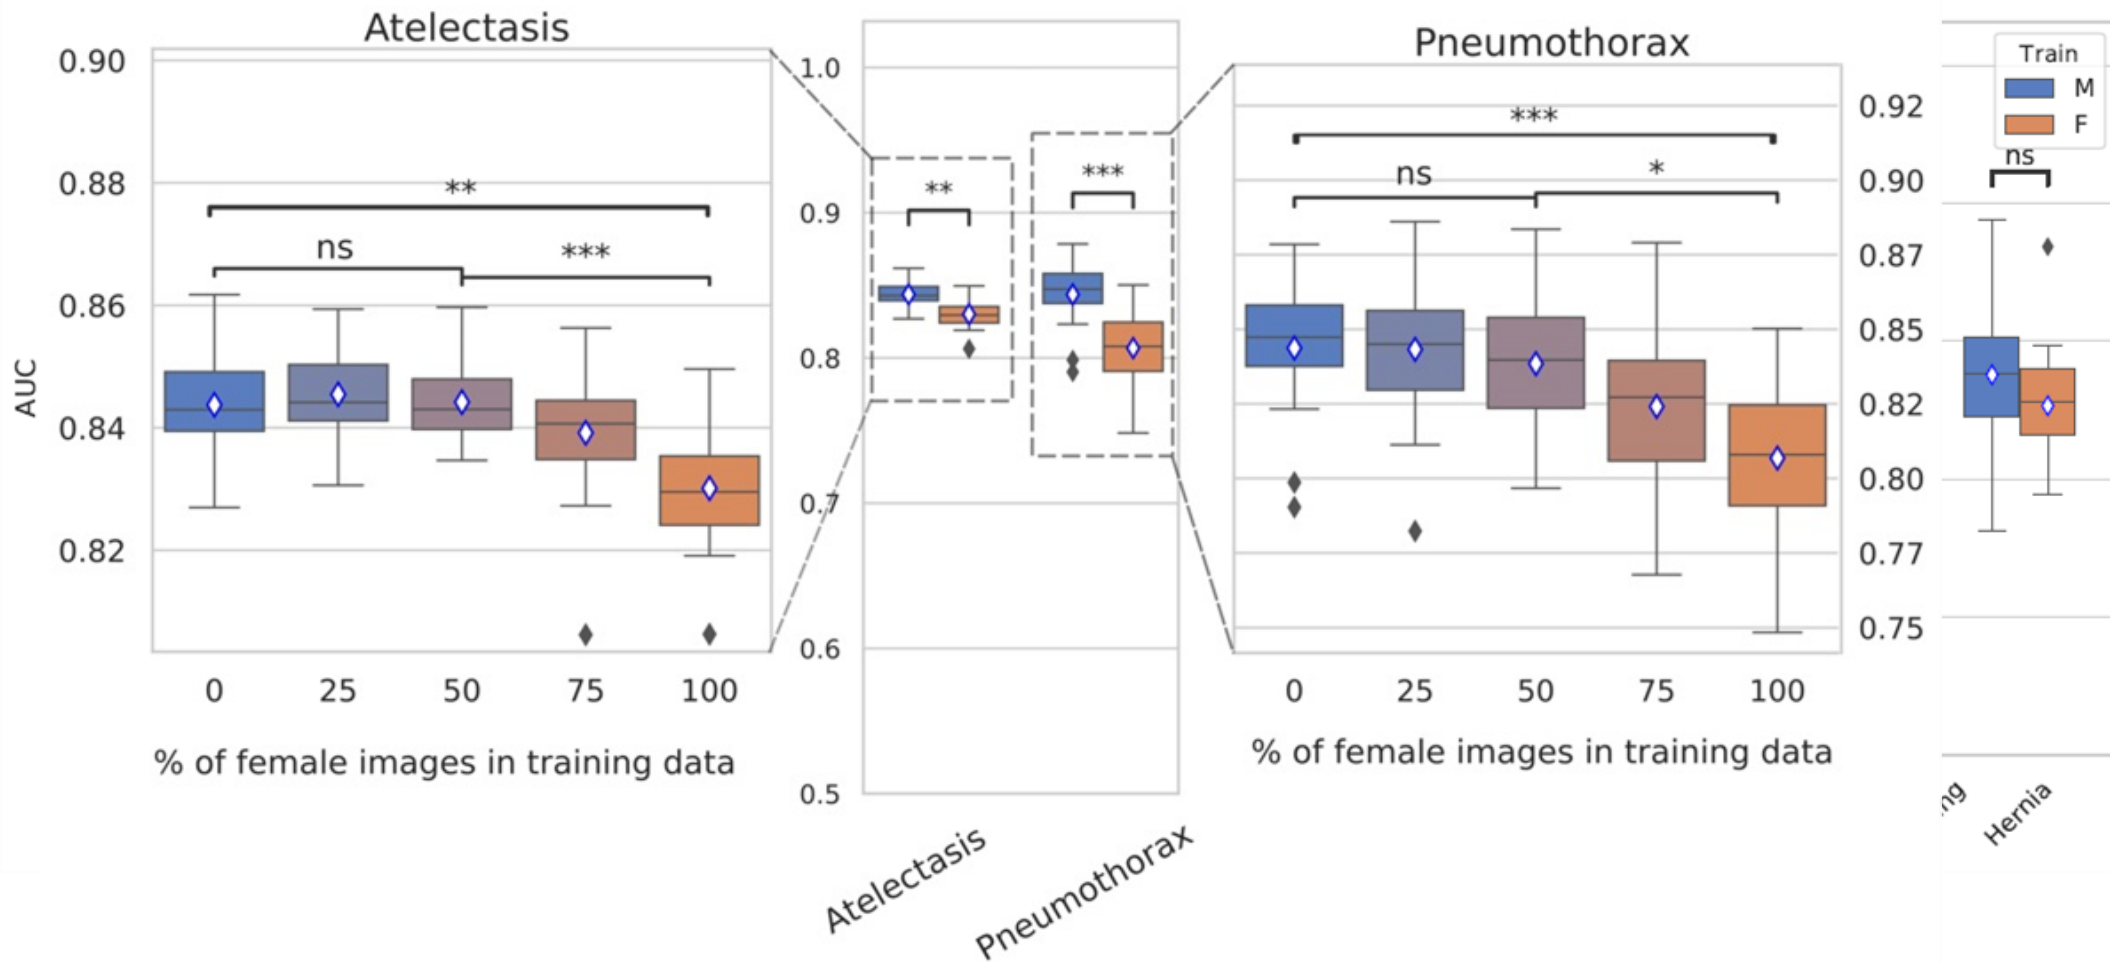 Atelectasis
AUC
0.90
0.88
0.86
0.84
0.82
**
ns
***
0 25 50 75 100
% of female images in training data
1.0
0.9
0.8
0.7
0.6
0.5
**
***
Atelectasis
Pneumothorax
Pneumothorax
***
ns
*
0.92
0.90
0.87
0.85
0.82
0.80
0.77
0.75
0 25 50 75 100
% of female images in training data
Train
M
F
ns
ng
Hernia